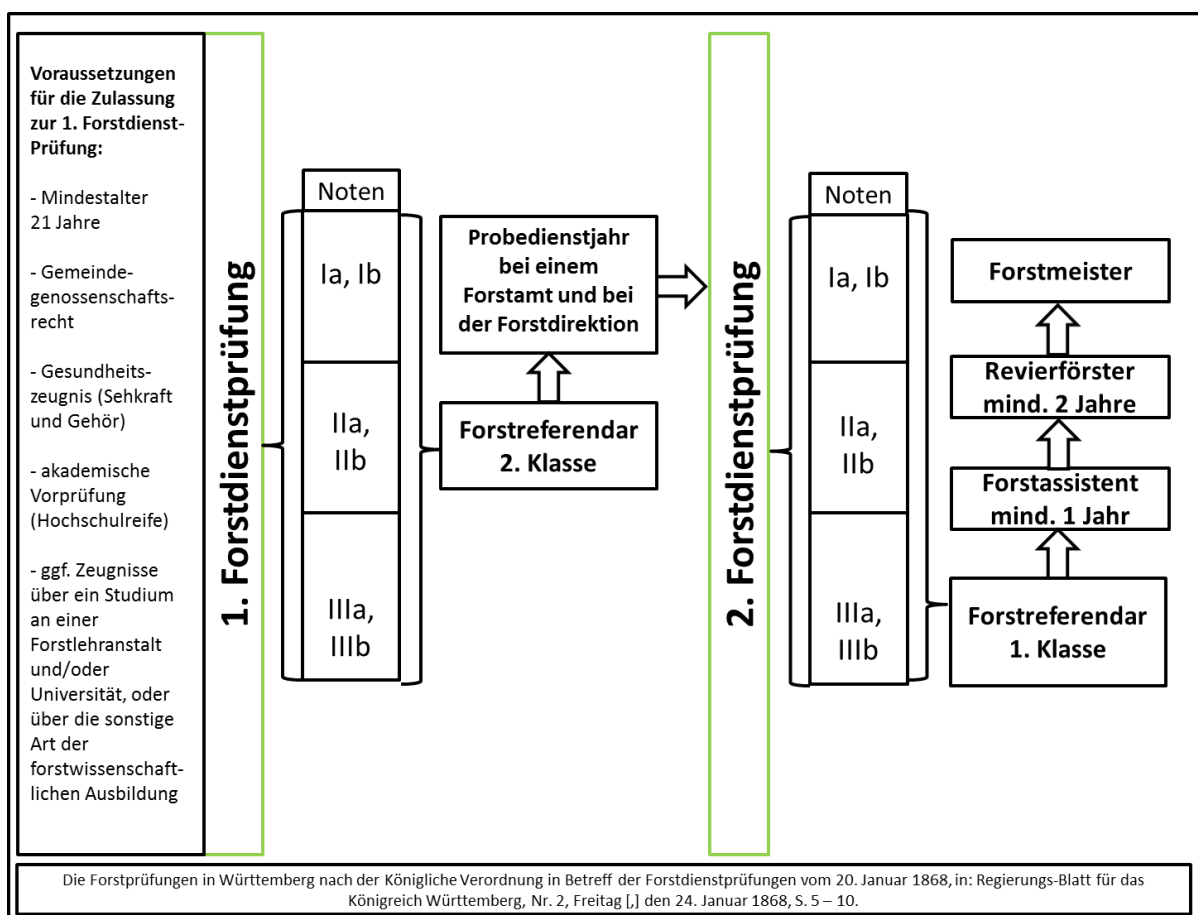 Voraussetzungen
für die Zulassung
zur 1. Forstdienst-
Prüfung:
- Mindestalter
21 Jahre
- Gemeinde-
genossenschafts-
recht
- Gesundheits-
zeugnis (Sehkraft
und Gehör)
- akademische
Vorprüfung
(Hochschulreife)
- ggf. Zeugnisse
über ein Studium
an einer
Forstlehranstalt
und/oder
Universität, oder
über die sonstige
Art der
forstwissenschaft-
lichen Ausbildung
1. Forstdienstprüfung
Noten
Ia, Ib
IIa,
IIb
IIIa,
IIIb
Probedienstjahr
bei einem
Forstamt und bei
der Forstdirektion
Forstreferendar
2. Klasse
2. Forstdienstprüfung
Noten
Ia, Ib
IIa,
IIb
IIIa,
IIIb
Forstmeister
Revierförster
mind. 2 Jahre
Forstassistent
mind. 1 Jahr
Forstreferendar
1. Klasse
Die Forstprüfungen in Württemberg nach der Königliche Verordnung in Betreff der Forstdienstprüfungen vom 20. Januar 1868, in: Regierungs-Blatt für das
Königreich Württemberg, Nr. 2, Freitag [,] den 24. Januar 1868, S. 5 – 10.